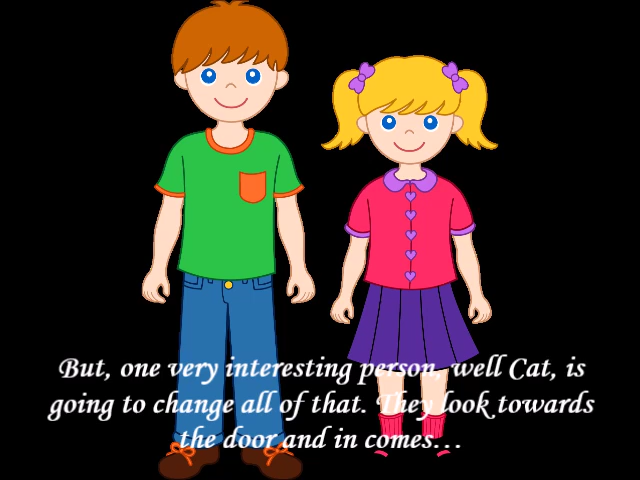 But, one very interesting person, well Cat, is
going to change all of that. They look towards
the door and in comes...